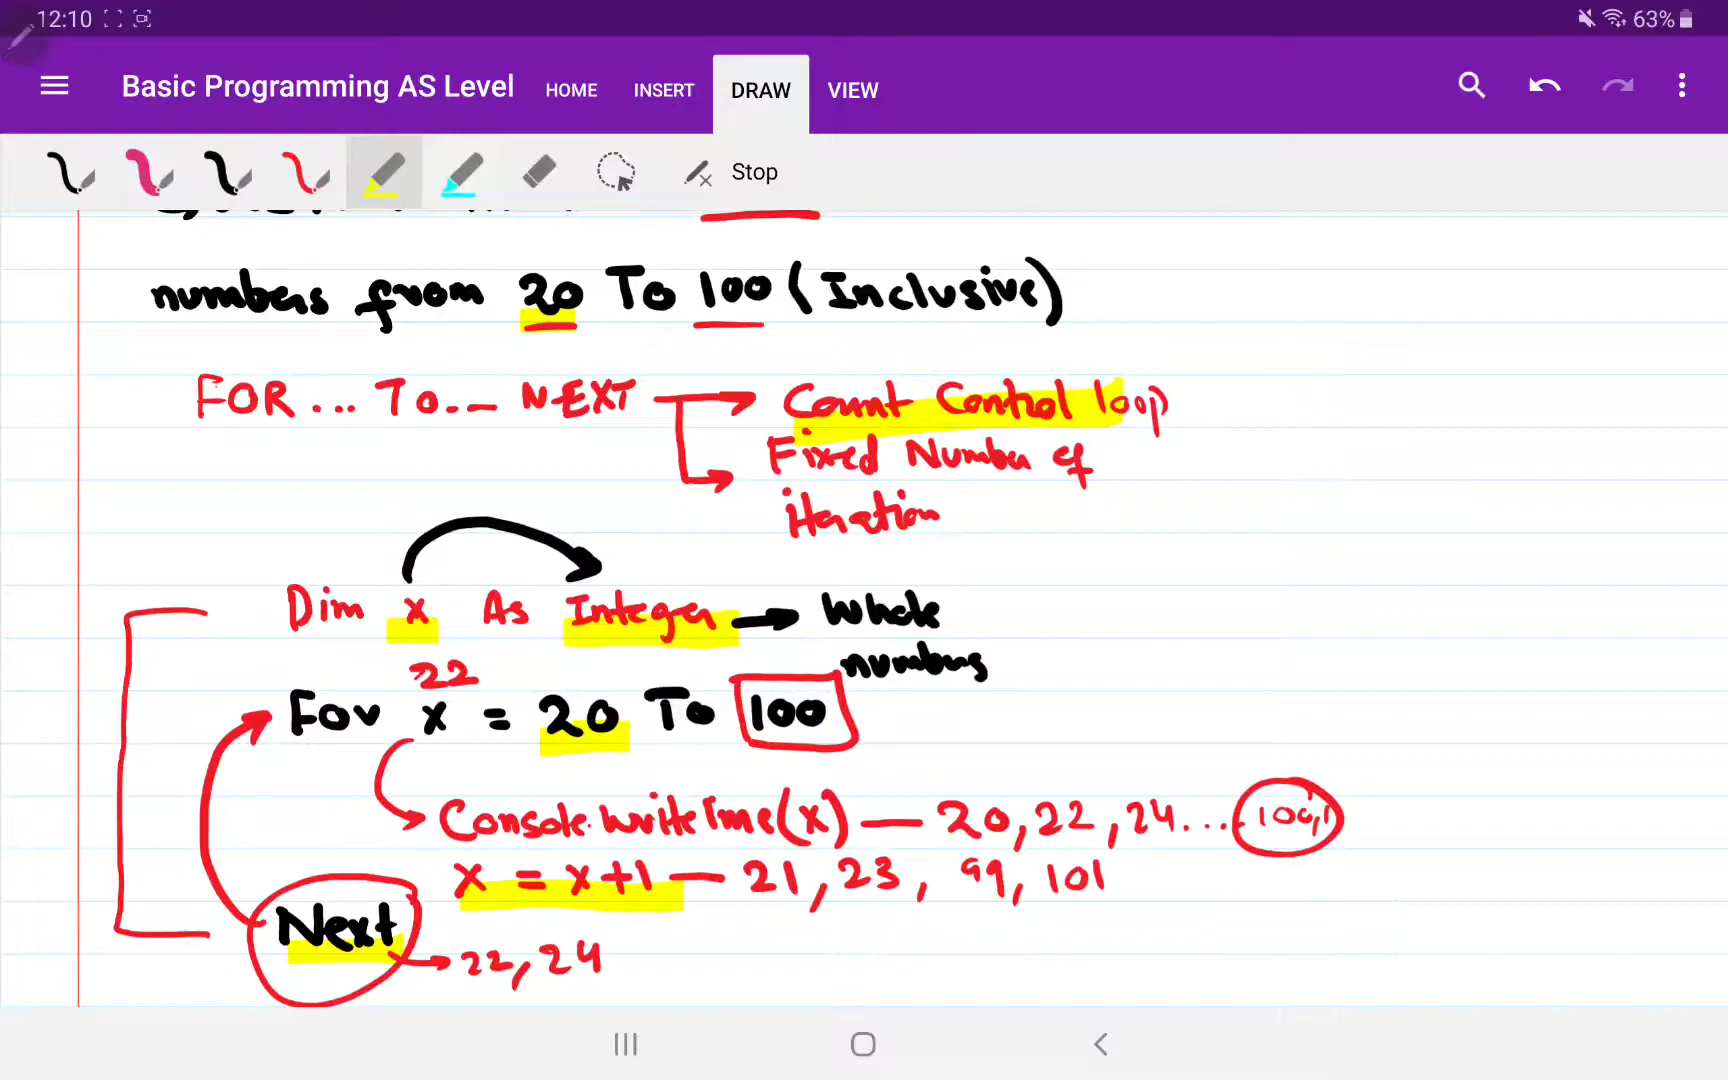 12:10 63%
Basic Programming AS Level HOME INSERT DRAW VIEW
Stop
numbers from 20 To 100 (Inclusive)
FOR... To... NEXT Count Control loop
Fixed Number of
iteration
Dim x As Integer Whole
numbers
22
For x = 20 To 100
Console.WriteLine(x) — 20, 22, 24...
x = x+1 — 21, 23, 99, 101
Next
22, 24